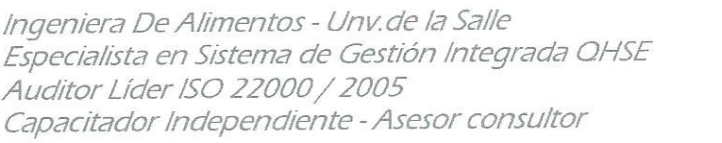 Ingeniera De Alimentos - Unv.de la Salle
Especialista en Sistema de Gestión Integrada QHSE
Auditor Líder ISO 22000 / 2005
Capacitador Independiente - Asesor consultor